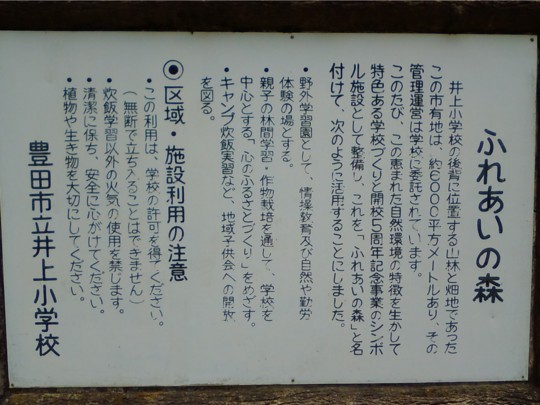 ふれあいの森
井上小学校の後背に位置する山林と畑地であった
この市有地は、約6000平方メートルあり、その
管理運営は学校に委託されています。
このたび、この恵まれた自然環境の特徴を生かして
特色ある学校づくりと開校5周年記念事業のシンボ
ル施設として整備し、これを「ふれあいの森」と名
付けて、次のように活用することにしました。
・野外学習園として、情操教育及び自然や勤労
体験の場とする。
・親子の林間学習・作物栽培を通して、学校を
中心とする「心のふるさとづくり」をめざす。
・キャンプ炊飯実習など、地域子供会への開放
を図る。
◉区域・施設利用の注意
・この利用は、学校の許可を得てください。
(無断で立ち入ることはできません)
・炊飯学習以外の火気の使用を禁じます。
・清潔に保ち、安全に心がけてください。
・植物や生き物を大切にしてください。
豊田市立井上小学校